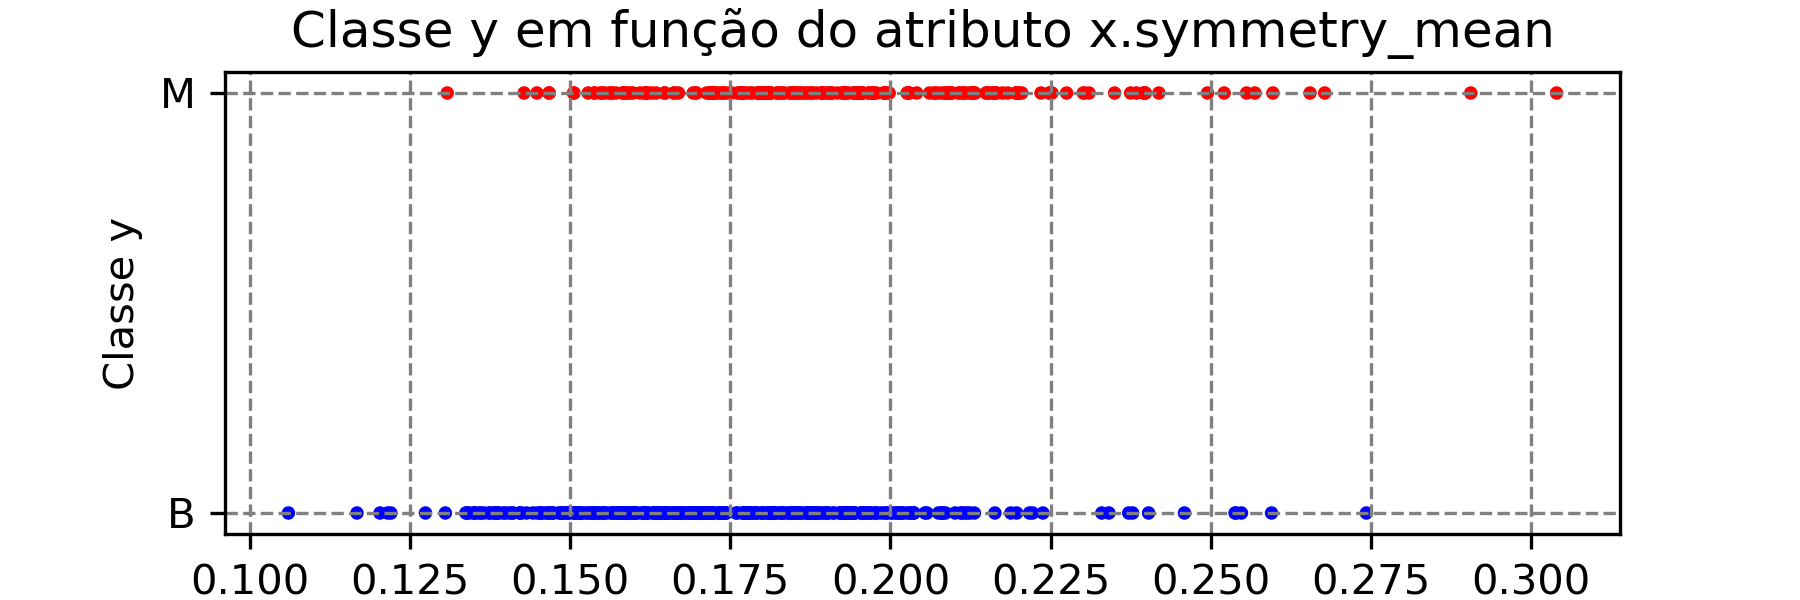 Classe y em função do atributo x.symmetry_mean
M
Classe y
B
0.100 0.125 0.150 0.175 0.200 0.225 0.250 0.275 0.300